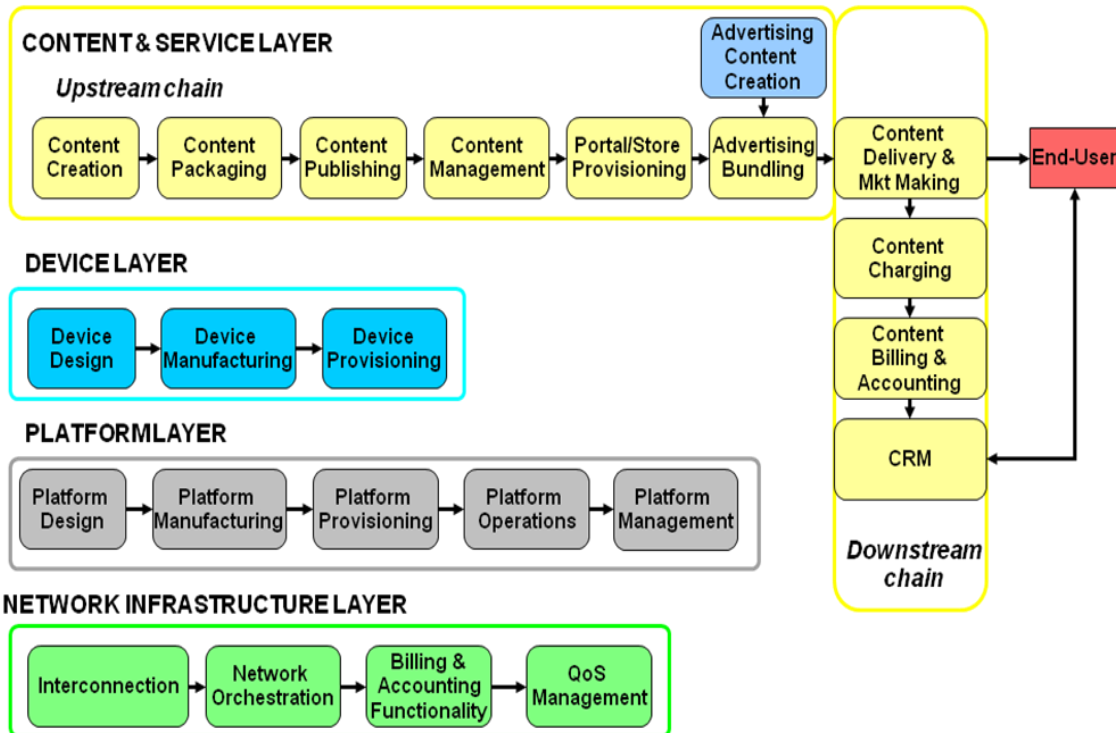 CONTENT & SERVICE LAYER
Upstream chain
Advertising
Content
Creation
Content
Creation
Content
Packaging
Content
Publishing
Content
Management
Portal/Store
Provisioning
Advertising
Bundling
Content
Delivery &
Mkt Making
End-User
Content
Charging
Content
Billing &
Accounting
CRM
Downstream
chain
DEVICE LAYER
Device
Design
Device
Manufacturing
Device
Provisioning
PLATFORM LAYER
Platform
Design
Platform
Manufacturing
Platform
Provisioning
Platform
Operations
Platform
Management
NETWORK INFRASTRUCTURE LAYER
Interconnection
Network
Orchestration
Billing &
Accounting
Functionality
QoS
Management